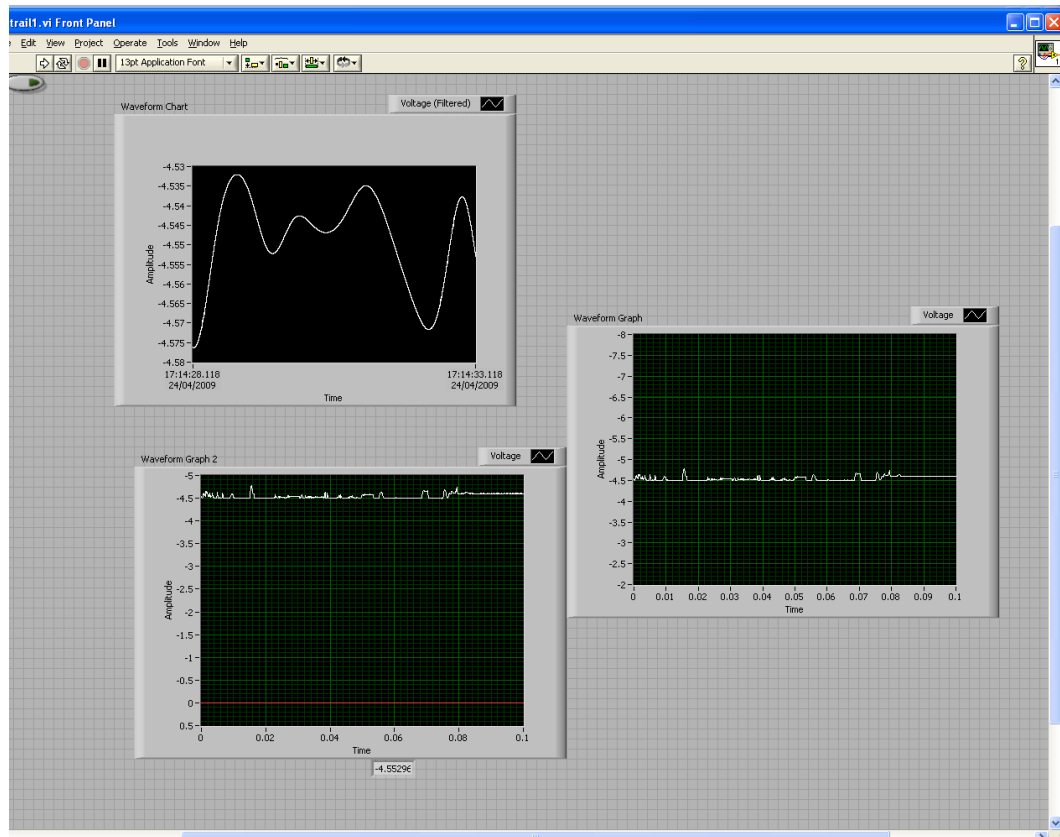 trail1.vi Front Panel
Edit View Project Operate Tools Window Help
13pt Application Font
?
1
Waveform Chart
Voltage (Filtered)
-4.53
-4.535
-4.54
-4.545
-4.55
-4.555
-4.56
-4.565
-4.57
-4.575
-4.58
Amplitude
17:14:28.118
24/04/2009
17:14:33.118
24/04/2009
Time
Waveform Graph
Voltage
-8
-7.5
-7
-6.5
-6
-5.5
-5
-4.5
-4
-3.5
-3
-2.5
-2
Amplitude
0 0.01 0.02 0.03 0.04 0.05 0.06 0.07 0.08 0.09 0.1
Time
Waveform Graph 2
Voltage
-5
-4.5
-4
-3.5
-3
-2.5
-2
-1.5
-1
-0.5
0
0.5
Amplitude
0 0.02 0.04 0.06 0.08 0.1
Time
-4.5529